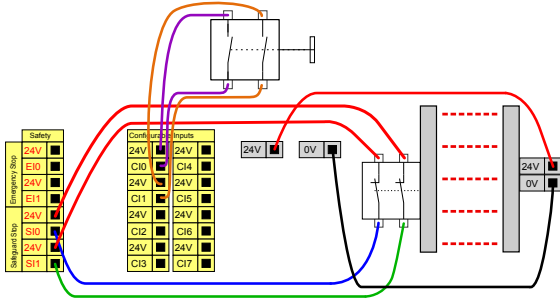 Safety
Emergency Stop
24V
EI0
24V
EI1
Safeguard Stop
24V
SI0
24V
SI1
Configurable Inputs
24V 24V
CI0 CI4
24V 24V
CI1 CI5
24V 24V
CI2 CI6
24V 24V
CI3 CI7
24V
0V
24V
0V